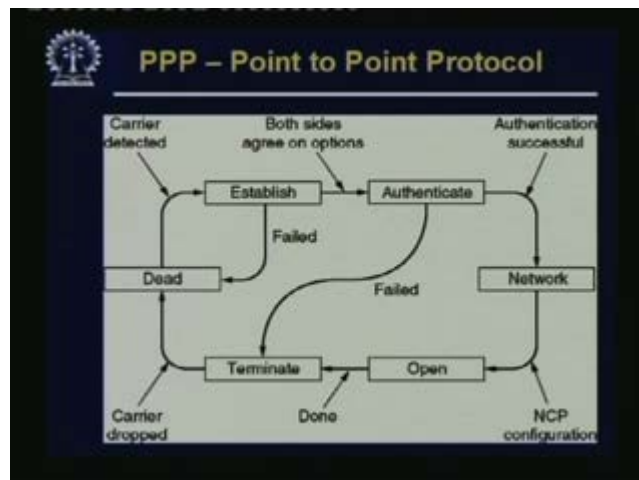 PPP – Point to Point Protocol
Carrier
detected
Both sides
agree on options
Authentication
successful
Establish
Authenticate
Failed
Dead
Failed
Network
Terminate
Open
Carrier
dropped
Done
NCP
configuration